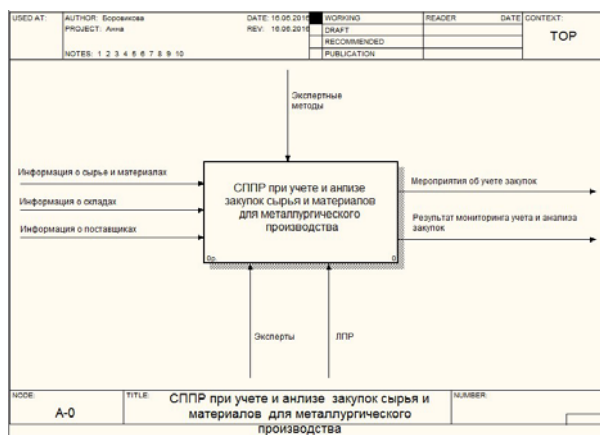 USED AT:
AUTHOR: Боровикова
DATE: 16.06.2016
WORKING
READER
DATE
CONTEXT:
PROJECT: Анна
REV: 16.06.2016
DRAFT
TOP
RECOMMENDED
NOTES: 1 2 3 4 5 6 7 8 9 10
PUBLICATION
Экспертные
методы
Информация о сырье и материалах
Информация о складах
Информация о поставщиках
СППР при учете и анлизе
закупок сырья и материалов
для металлургического
производства
0р.
0
Мероприятия об учете закупок
Результат мониторинга учета и анализа
закупок
Эксперты
ЛПР
NODE:
A-0
TITLE:
СППР при учете и анлизе закупок сырья и
материалов для металлургического
производства
NUMBER: